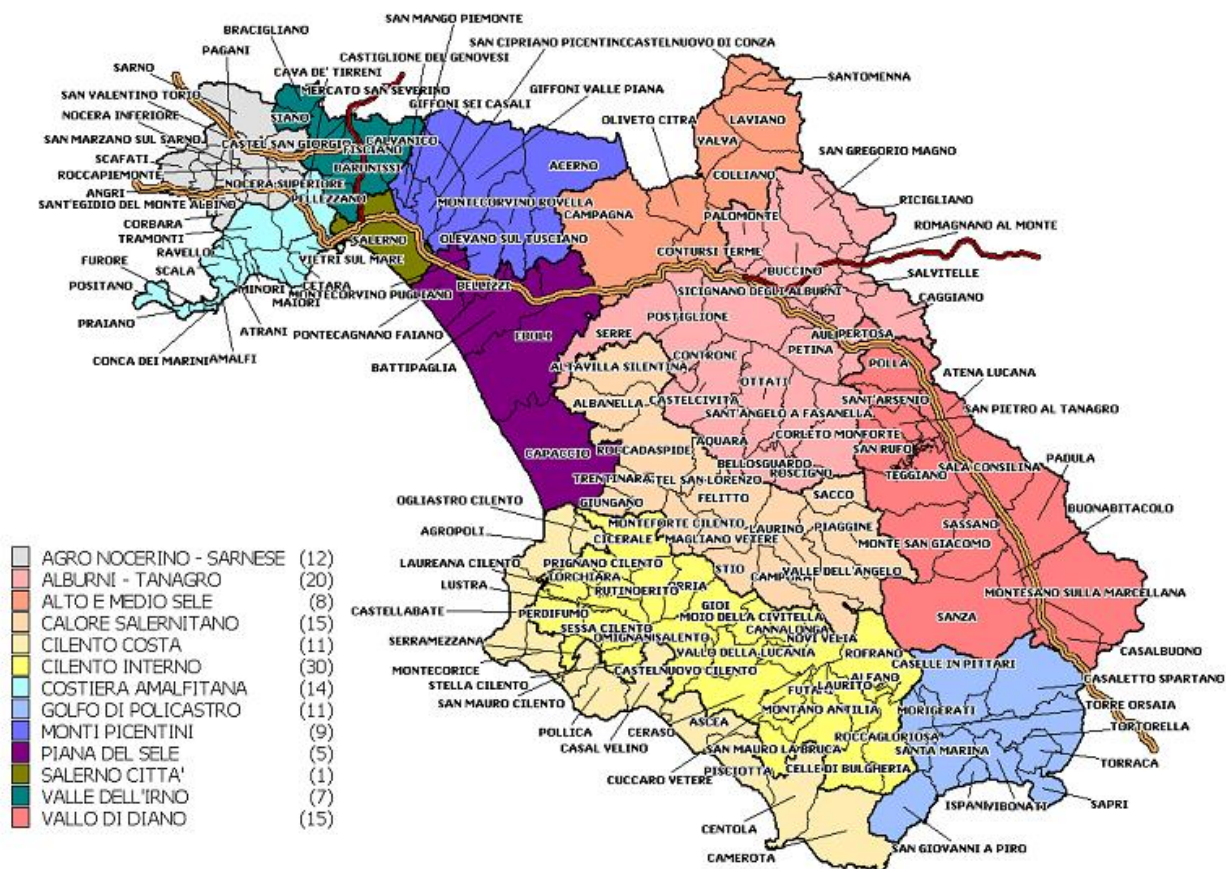 SAN MANGO PIEMONTE
BRACIGLIANO
SAN CIPRIANO PICENTINO
CASTELNUOVO DI CONZA
PAGANI
CASTIGLIONE DEL GENOVESI
SARNO
CAVA DE' TIRRENI
SANTOMENNA
MERCATO SAN SEVERINO
GIFFONI VALLE PIANA
SAN VALENTINO TORIO
GIFFONI SEI CASALI
NOCERA INFERIORE
SIANO
OLIVETO CITRA
LAVIANO
SAN MARZANO SUL SARNO
CASTEL SAN GIORGIO
CALVANICO
VALVA
SAN GREGORIO MAGNO
FISCIANO
SCAFATI
BARONISSI
ACERNO
COLLIANO
ROCCAPIEMONTE
NOCERA SUPERIORE
ANGRI
PELLEZZANO
RICIGLIANO
SANT'EGIDIO DEL MONTE ALBINO
MONTECORVINO ROVELLA
CAMPAGNA
PALOMONTE
CORBARA
ROMAGNANO AL MONTE
TRAMONTI
SALERNO
OLEVANO SUL TUSCIANO
RAVELLO
VIETRI SUL MARE
CONTURSI TERME
FURORE
SCALA
BUCCINO
SALVITELLE
POSITANO
MINORI
CETARA
BELLIZZI
SICIGNANO DEGLI ALBURNI
MONTECORVINO PUGLIANO
MAIORI
CAGGIANO
PRAIANO
ATRANI
PONTECAGNANO FAIANO
POSTIGLIONE
EBOLI
SERRE
AULPERTOSA
CONCA DEI MARINI
AMALFI
PETINA
BATTIPAGLIA
CONTRONE
POLLA
ALTAVILLA SILENTINA
ATENA LUCANA
OTTATI
ALBANELLA
CASTELCIVITA
SANT'ARSENIO
SANT'ANGELO A FASANELLA
SAN PIETRO AL TANAGRO
CORLETO MONFORTE
AQUARA
CAPACCIO
ROCCADASPIDE
SAN RUFO
PADULA
BELLOSGUARDO
SALA CONSILINA
ROSCIGNO
TEGGIANO
TRENTINARA
TEL SAN LORENZO
OGLIASTRO CILENTO
FELITTO
SACCO
GIUNGANO
BUONABITACOLO
MONTEFORTE CILENTO
LAURINO
PIAGGINE
SASSANO
AGROPOLI
CICERALE
MAGLIANO VETERE
MONTE SAN GIACOMO
LAUREANA CILENTO
PRIGNANO CILENTO
STIO
VALLE DELL'ANGELO
TORCHIARA
CAMPORA
LUSTRA
RUTINO
ERITO
ORRIA
MONTESANO SULLA MARCELLANA
CASTELLABATE
PERDIFUMO
GIOI
SANZA
MOIO DELLA CIVITELLA
SESSA CILENTO
CANNALONGA
SERRAMEZZANA
OMIGNANI
SALENTO
NOVI VELIA
CASALBUONO
VALLO DELLA LUCANIA
ROFRANO
MONTECORICE
CASTELNUOVO CILENTO
CASELLE IN PITTARI
STELLA CILENTO
ALFANO
CASALETTO SPARTANO
SAN MAURO CILENTO
FUTANI
LAURITO
MONTANO ANTILIA
MORIGERATI
TORRE ORSAIA
POLLICA
ASCEA
CERASO
TORTORELLA
ROCCAGLORIOSA
CASAL VELINO
SAN MAURO LA BRUCA
SANTA MARINA
TORRACA
CUCCARO VETERE
PISCIOTTA
CELLE DI BULGHERIA
ISPANI
VIBONATI
SAPRI
CENTOLA
SAN GIOVANNI A PIRO
CAMEROTA
AGRO NOCERINO - SARNESE (12)
ALBURNI - TANAGRO (20)
ALTO E MEDIO SELE (8)
CALORE SALERNITANO (15)
CILENTO COSTA (11)
CILENTO INTERNO (30)
COSTIERA AMALFITANA (14)
GOLFO DI POLICASTRO (11)
MONTI PICENTINI (9)
PIANA DEL SELE (5)
SALERNO CITTA' (1)
VALLE DELL'IRNO (7)
VALLO DI DIANO (15)